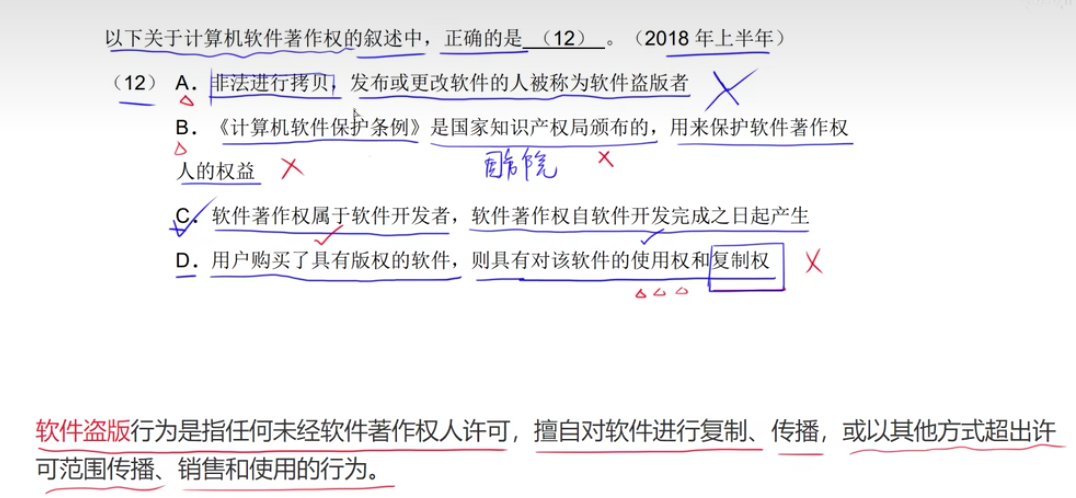 以下关于计算机软件著作权的叙述中，正确的是 （12） 。（2018 年上半年）
（12） A．非法进行拷贝，发布或更改软件的人被称为软件盗版者
B．《计算机软件保护条例》是国家知识产权局颁布的，用来保护软件著作权
人的权益
国务院
C．软件著作权属于软件开发者，软件著作权自软件开发完成之日起产生
D．用户购买了具有版权的软件，则具有对该软件的使用权和复制权
软件盗版行为是指任何未经软件著作权人许可，擅自对软件进行复制、传播，或以其他方式超出许
可范围传播、销售和使用的行为。